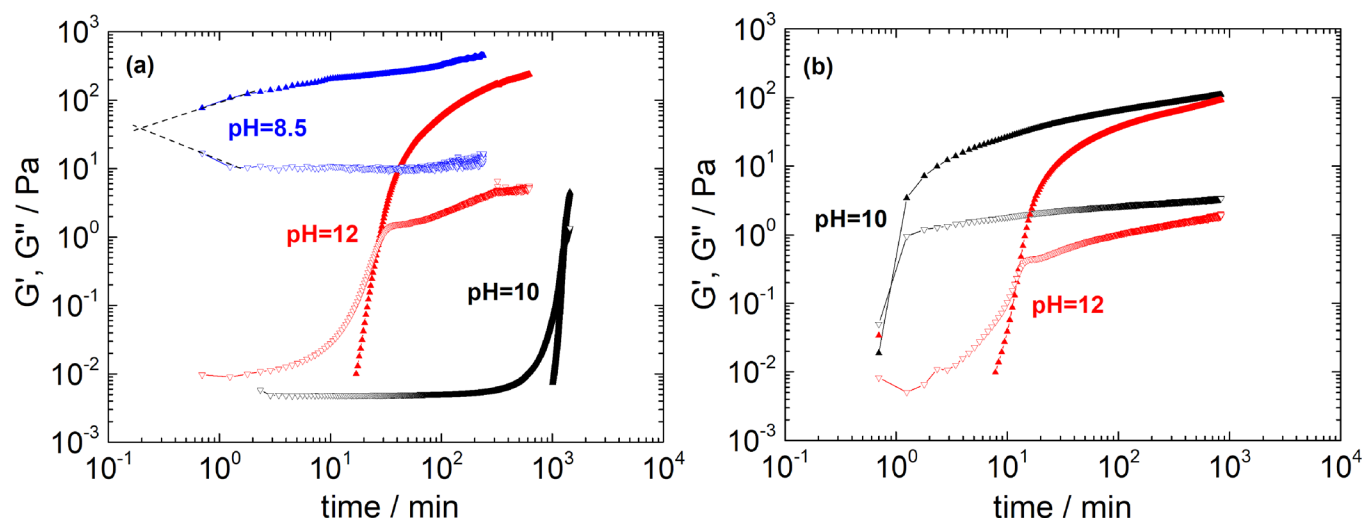 (a)
G', G" / Pa
10³
10²
10¹
10⁰
10⁻¹
10⁻²
10⁻³
pH=8.5
pH=12
pH=10
10⁻¹ 10⁰ 10¹ 10² 10³ 10⁴
time / min
(b)
G', G" / Pa
10³
10²
10¹
10⁰
10⁻¹
10⁻²
10⁻³
pH=10
pH=12
10⁻¹ 10⁰ 10¹ 10² 10³ 10⁴
time / min